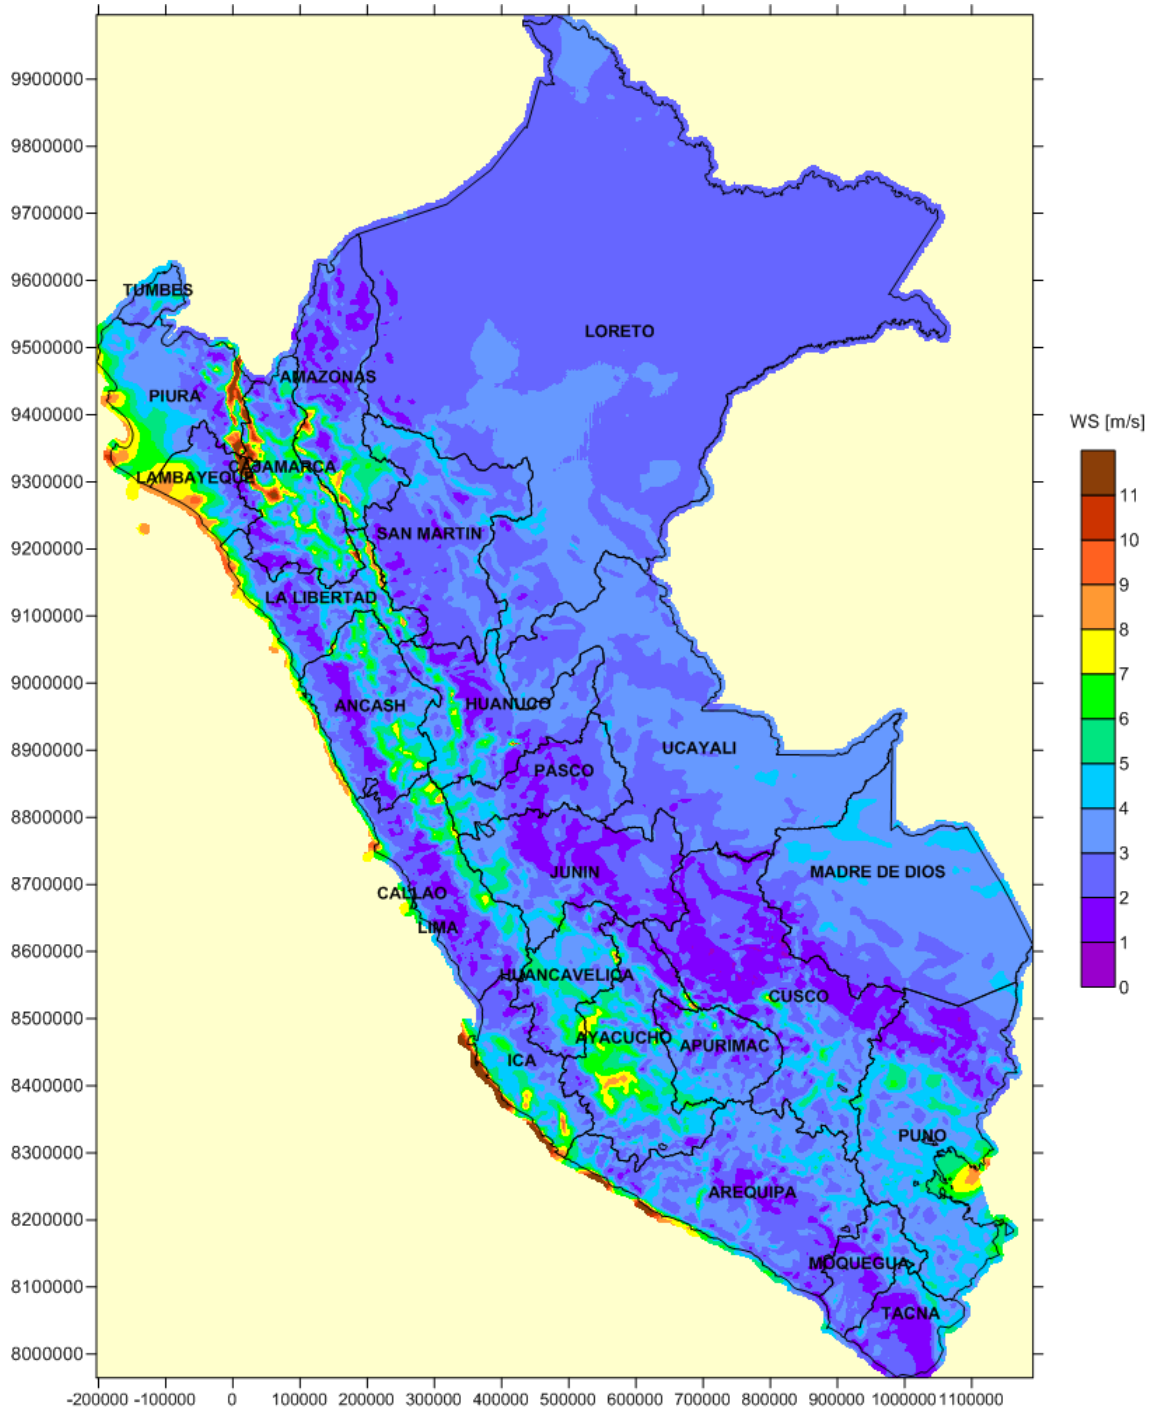 9900000
9800000
9700000
9600000
9500000
9400000
9300000
9200000
9100000
9000000
8900000
8800000
8700000
8600000
8500000
8400000
8300000
8200000
8100000
8000000
-200000 -100000 0 100000 200000 300000 400000 500000 600000 700000 800000 900000 1000000 1100000
TUMBES
LORETO
AMAZONAS
PIURA
CAJAMARCA
LAMBAYEQUE
SAN MARTIN
LA LIBERTAD
ANCASH
HUANUCO
UCAYALI
PASCO
JUNIN
MADRE DE DIOS
CALLAO
LIMA
HUANCAVELICA
CUSCO
AYACUCHO
APURIMAC
ICA
PUNO
AREQUIPA
MOQUEGUA
TACNA
WS [m/s]
11
10
9
8
7
6
5
4
3
2
1
0